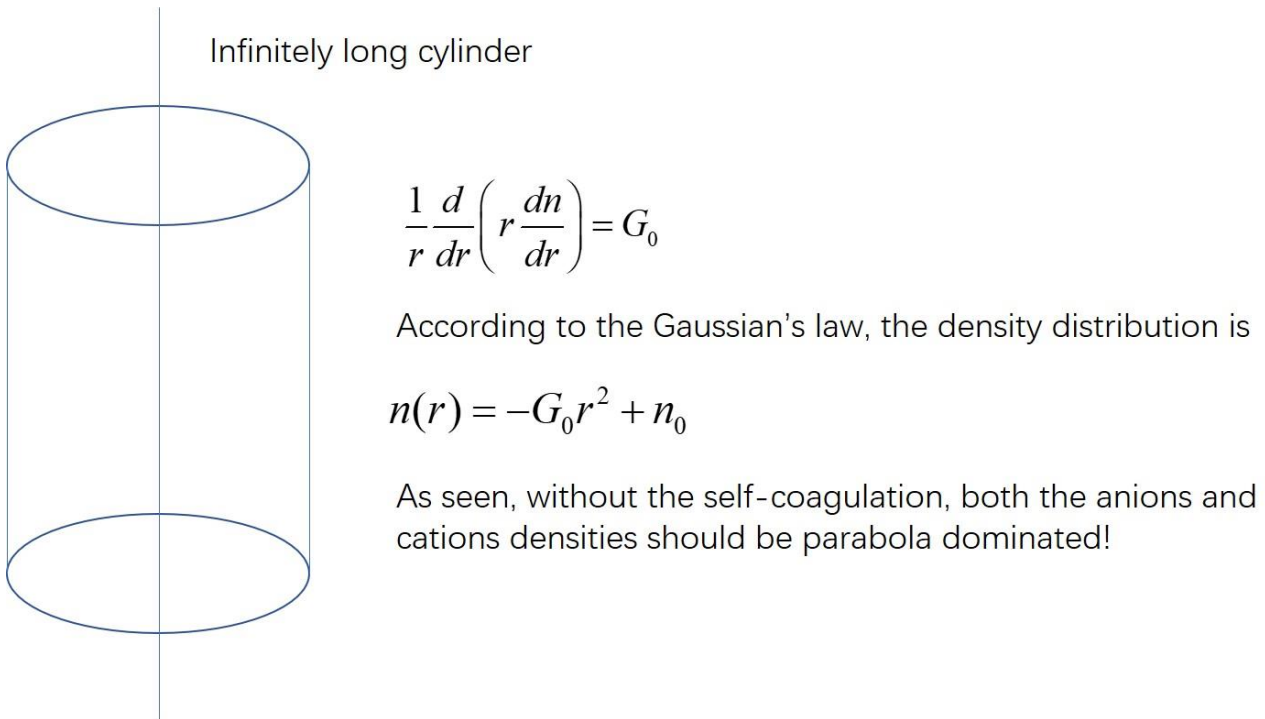 Infinitely long cylinder
1/r d/dr ( r dn/dr ) = G₀
According to the Gaussian's law, the density distribution is
n(r) = −G₀r² + n₀
As seen, without the self-coagulation, both the anions and
cations densities should be parabola dominated!